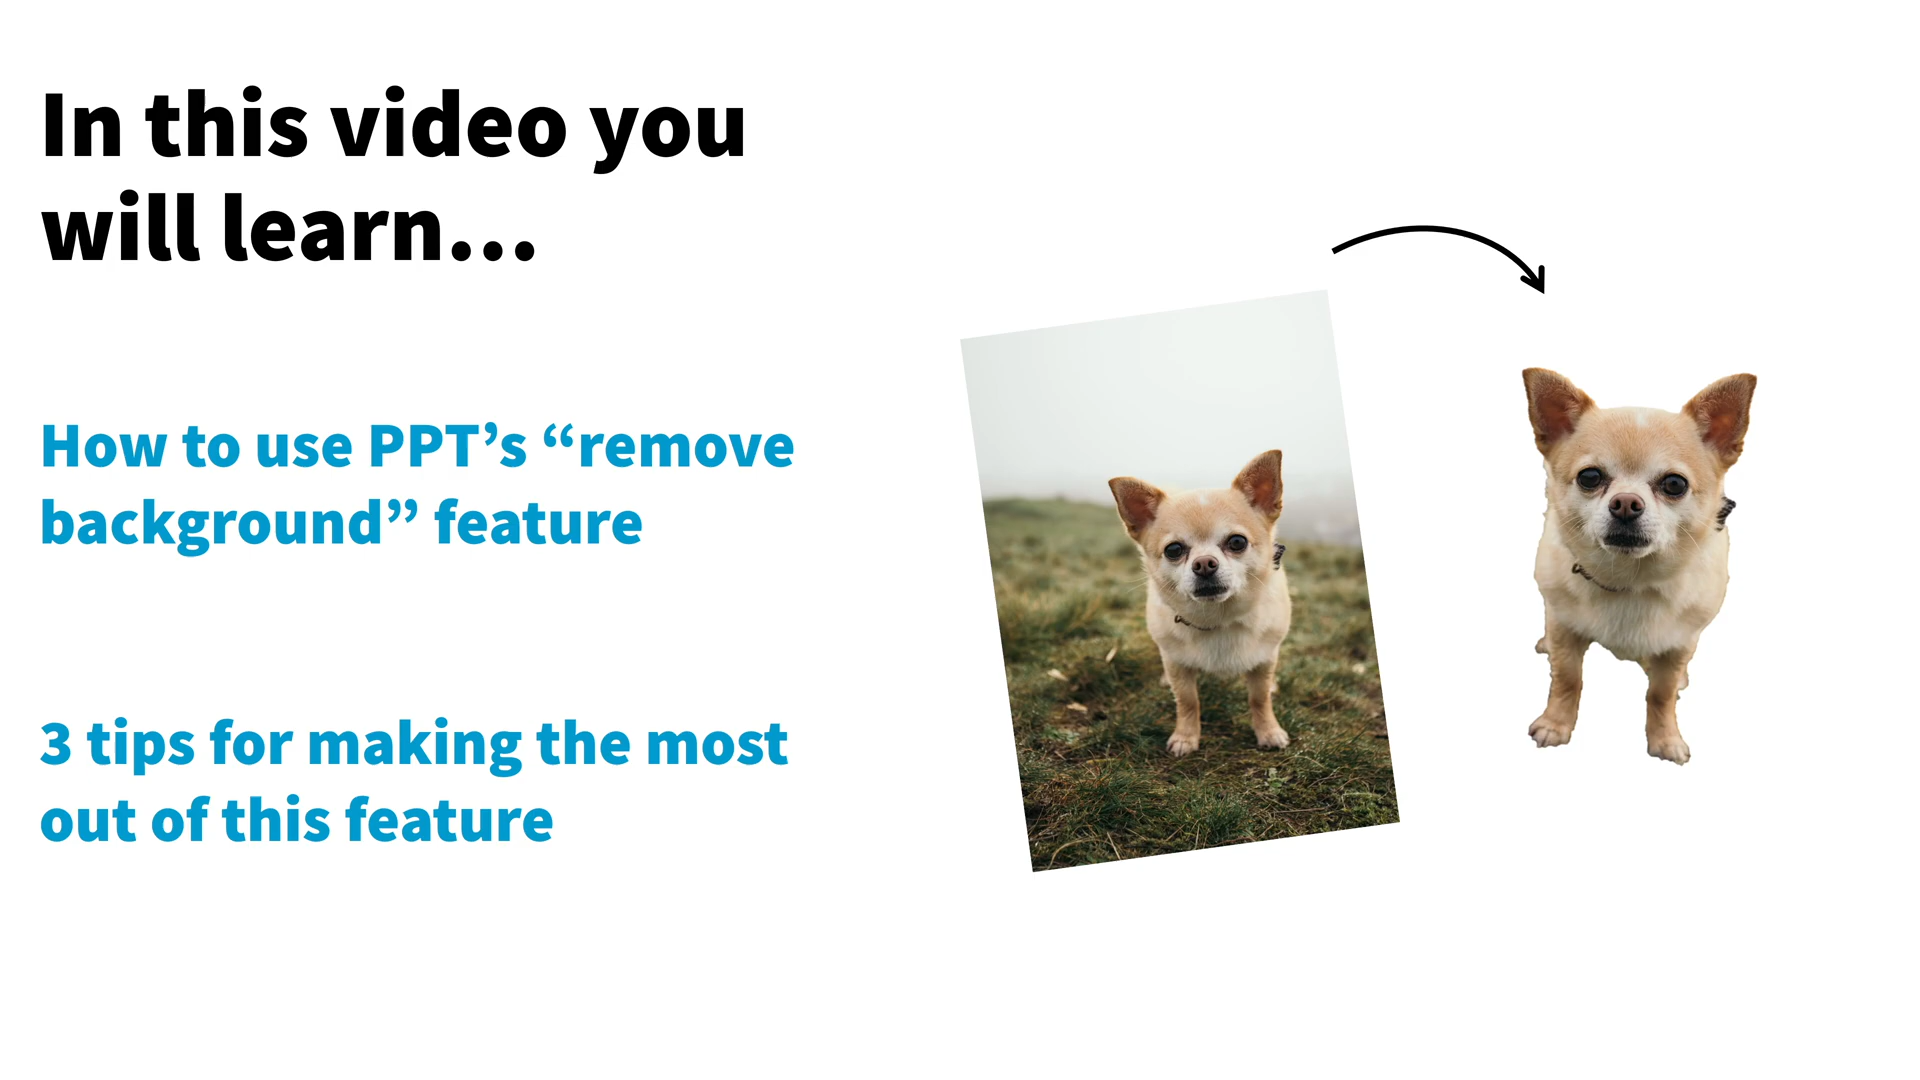 In this video you
will learn…
How to use PPT’s “remove
background” feature
3 tips for making the most
out of this feature